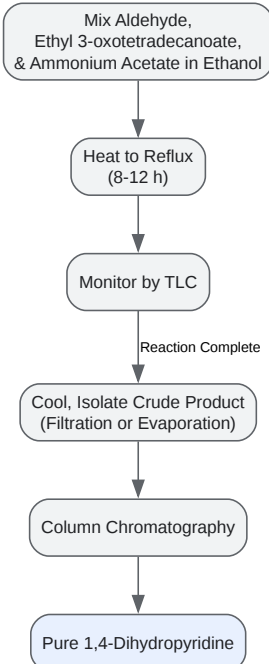 Mix Aldehyde,
Ethyl 3-oxotetradecanoate,
& Ammonium Acetate in Ethanol
Heat to Reflux
(8-12 h)
Monitor by TLC
Reaction Complete
Cool, Isolate Crude Product
(Filtration or Evaporation)
Column Chromatography
Pure 1,4-Dihydropyridine